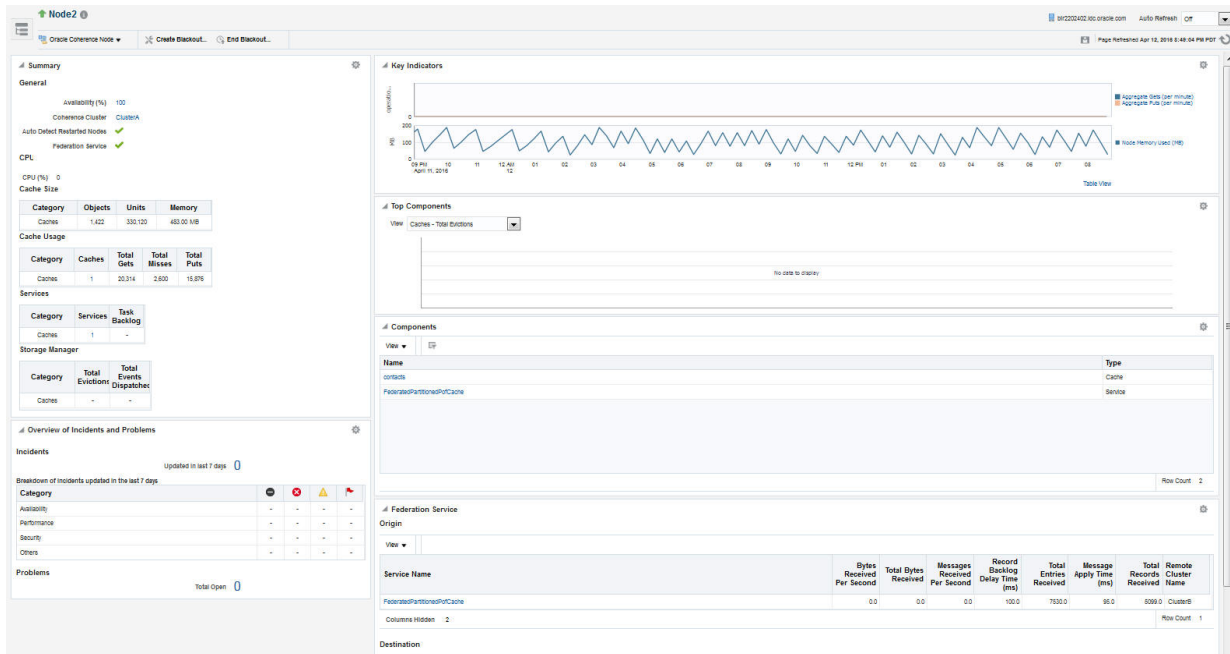 Node2
Oracle Coherence Node
Create Blackout...
End Blackout...
Auto Refresh Off
Page Refreshed Apr 12, 2016 8:49:04 PM PDT
Summary
General
Availability (%) 100
Coherence Cluster ClusterA
Auto Detect Restarted Nodes
Federation Service
CPU
CPU (%) 0
Cache Size
Category Objects Units Memory
Caches 1,422 330,120 483.00 MB
Cache Usage
Category Caches Total Gets Total Misses Total Puts
Caches 1 20,314 2,600 15,876
Services
Category Services Task Backlog
Caches 1 -
Storage Manager
Category Total Evictions Total Events Dispatched
Caches - -
Overview of Incidents and Problems
Incidents
Updated in last 7 days 0
Breakdown of incidents updated in the last 7 days
Category
Availability - - - -
Performance - - - -
Security - - - -
Others - - - -
Problems
Total Open 0
Key Indicators
operatio...
0
Aggregate Gets (per minute)
Aggregate Puts (per minute)
200
MB
100
0
Node Memory Used (MB)
09 PM 10 11 12 AM 01 02 03 04 05 06 07 08 09 10 11 12 PM 01 02 03 04 05 06 07 08
April 11, 2016 12
Table View
Top Components
View Caches - Total Evictions
No data to display
Components
View
Name Type
contacts Cache
FederatedPartitionedPofCache Service
Row Count 2
Federation Service
Origin
View
Service Name Bytes Received Per Second Total Bytes Received Messages Received Per Second Record Backlog Delay Time (ms) Total Entries Received Message Apply Time (ms) Total Records Received Remote Cluster Name
FederatedPartitionedPofCache 0.0 0.0 0.0 100.0 7530.0 95.0 5099.0 ClusterB
Columns Hidden 2
Row Count 1
Destination